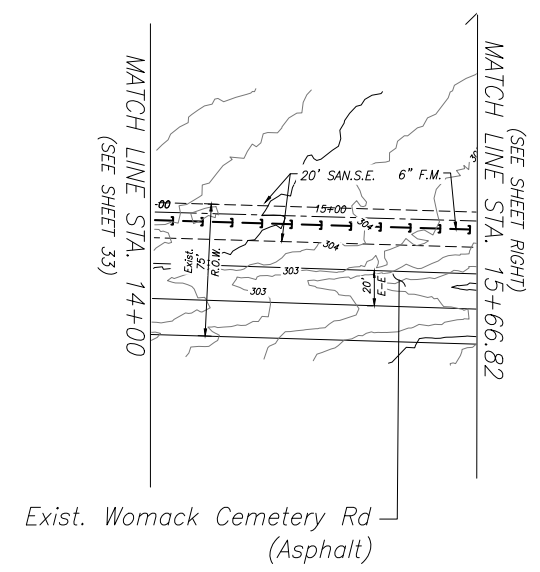 MATCH LINE STA. 14+00
(SEE SHEET 33)
MATCH LINE STA. 15+66.82
(SEE SHEET RIGHT)
20' SAN.S.E.
6" F.M.
-00
15+00
304
304
303
303
Exist.
75'
R.O.W.
20'
E-E
Exist. Womack Cemetery Rd
(Asphalt)